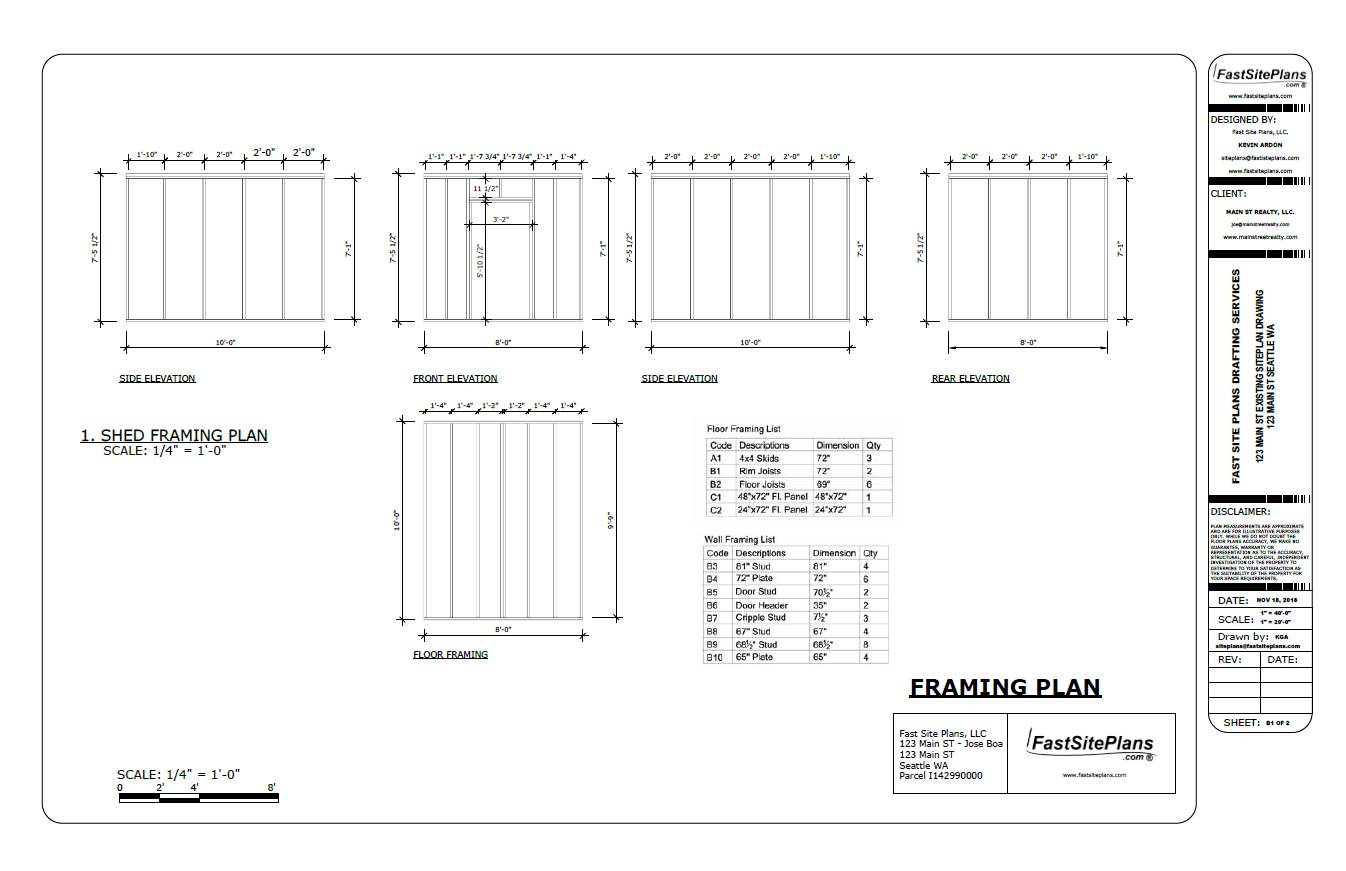 1'-10" 2'-0" 2'-0" 2'-0" 2'-0"
7'-5 1/2"
7'-1"
10'-0"
SIDE ELEVATION
1'-1" 1'-1" 1'-7 3/4" 1'-7 3/4" 1'-1" 1'-4"
11 1/2"
3'-2"
7'-5 1/2"
5'-10 1/2"
7'-1"
8'-0"
FRONT ELEVATION
2'-0" 2'-0" 2'-0" 2'-0" 1'-10"
7'-5 1/2"
7'-1"
10'-0"
SIDE ELEVATION
2'-0" 2'-0" 2'-0" 1'-10"
7'-5 1/2"
7'-1"
8'-0"
REAR ELEVATION
1. SHED FRAMING PLAN
SCALE: 1/4" = 1'-0"
1'-4" 1'-4" 1'-2" 1'-2" 1'-4" 1'-4"
10'-0"
9'-9"
8'-0"
FLOOR FRAMING
Floor Framing List
Code Descriptions Dimension Qty
A1 4x4 Skids 72" 3
B1 Rim Joists 72" 2
B2 Floor Joists 69" 6
C1 48"x72" Fl. Panel 48"x72" 1
C2 24"x72" Fl. Panel 24"x72" 1
Wall Framing List
Code Descriptions Dimension Qty
B3 81" Stud 81" 4
B4 72" Plate 72" 6
B5 Door Stud 70½" 2
B6 Door Header 35" 2
B7 Cripple Stud 7½" 3
B8 67" Stud 67" 4
B9 68½" Stud 68½" 8
B10 65" Plate 65" 4
FRAMING PLAN
Fast Site Plans, LLC
123 Main ST - Jose Boa
123 Main ST
Seattle WA
Parcel I142990000
FastSitePlans
.com ®
www.fastsiteplans.com
SCALE: 1/4" = 1'-0"
0 2' 4' 8'
FastSitePlans
.com ®
www.fastsiteplans.com
DESIGNED BY:
Fast Site Plans, LLC.
KEVIN ARDON
siteplans@fastisteplans.com
www.fastsiteplans.com
CLIENT:
MAIN ST REALTY, LLC.
joe@mainstreetrealty.com
www.mainstreetrealty.com
FAST SITE PLANS DRAFTING SERVICES
123 MAIN ST EXISTING SITEPLAN DRAWING
123 MAIN ST SEATTLE WA
DISCLAIMER:
PLAN MEASUREMENTS ARE APPROXIMATE
AND ARE FOR ILLUSTRATIVE PURPOSES
ONLY. WHILE WE DO NOT DOUBT THE
FLOOR PLANS ACCURACY, WE MAKE NO
GUARANTEE, WARRANTY OR
REPRESENTATION AS TO THE ACCURACY,
STRUCTURAL, AND CAREFUL, INDEPENDENT
INVESTIGATION OF THE PROPERTY TO
DETERMINE TO YOUR SATISFACTION AS
THE SUITABILITY OF THE PROPERTY FOR
YOUR SPACE REQUIREMENTS,
DATE: NOV 18, 2018
SCALE: 1" = 40'-0"
1" = 20'-0"
Drawn by: KGA
siteplans@fastsiteplans.com
REV: DATE:
SHEET: B1 OF 2